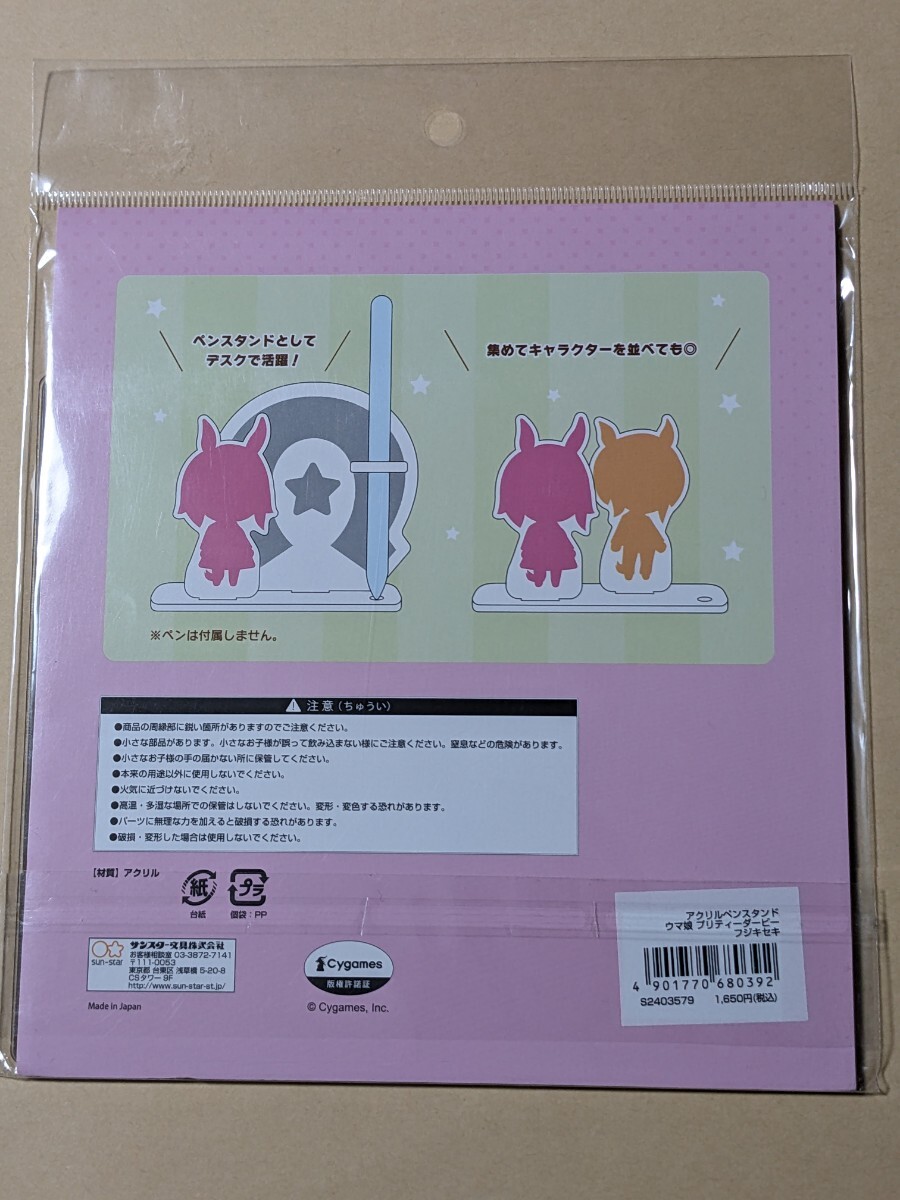 ペンスタンドとして
デスクで活躍！
集めてキャラクターを並べても◎
※ペンは付属しません。
注意（ちゅうい）
●商品の周縁部に鋭い箇所がありますのでご注意ください。
●小さな部品があります。小さなお子様が誤って飲み込まない様にご注意ください。窒息などの危険があります。
●小さなお子様の手の届かない所に保管してください。
●本来の用途以外に使用しないでください。
●火気に近づけないでください。
●高温・多湿な場所での保管はしないでください。変形・変色する恐れがあります。
●パーツに無理な力を加えると破損する恐れがあります。
●破損・変形した場合は使用しないでください。
【材質】アクリル
紙
台紙
プラ
個袋：PP
sun-star
サンスター文具株式会社
お客様相談室 03-3872-7141
〒111-0053
東京都 台東区 浅草橋 5-20-8
CSタワー 9F
http://www.sun-star-st.jp/
Made in Japan
Cygames
版権許諾証
© Cygames, Inc.
アクリルペンスタンド
ウマ娘 プリティーダービー
フジキセキ
4 901770 680392
S2403579 1,650円(税込)